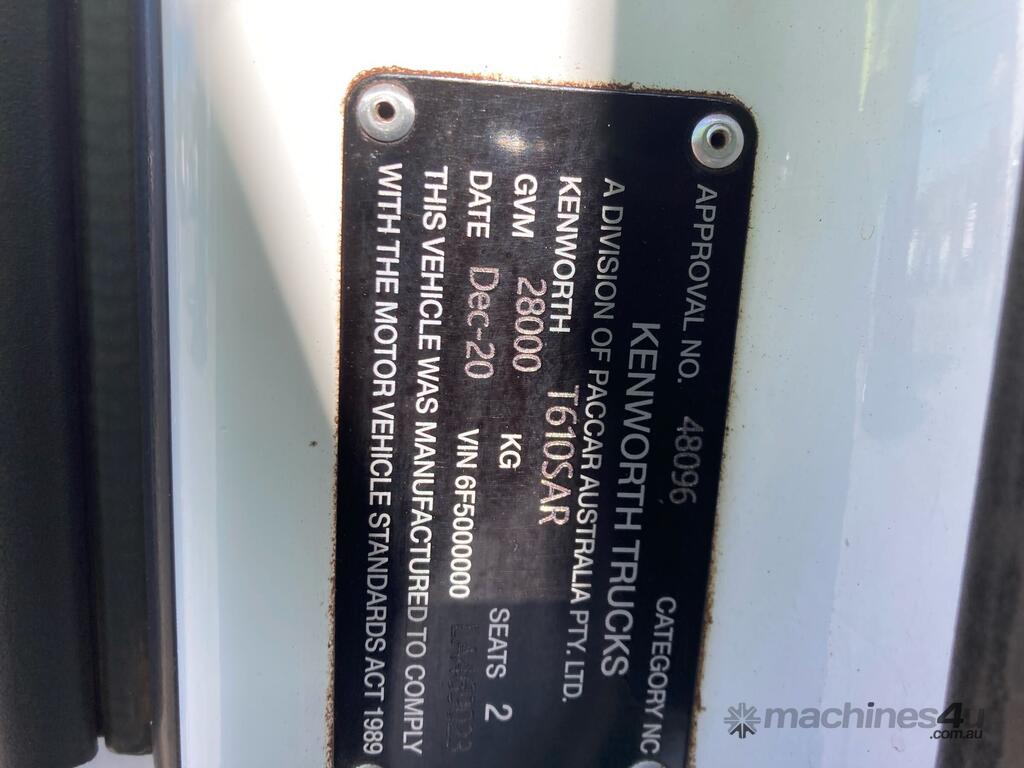 APPROVAL NO. 48096 CATEGORY NC
KENWORTH TRUCKS
A DIVISION OF PACCAR AUSTRALIA PTY. LTD.
KENWORTH T610SAR
GVM 28000 KG SEATS 2
DATE Dec-20 VIN 6F5000000
THIS VEHICLE WAS MANUFACTURED TO COMPLY
WITH THE MOTOR VEHICLE STANDARDS ACT 1989
machines4u
.com.au